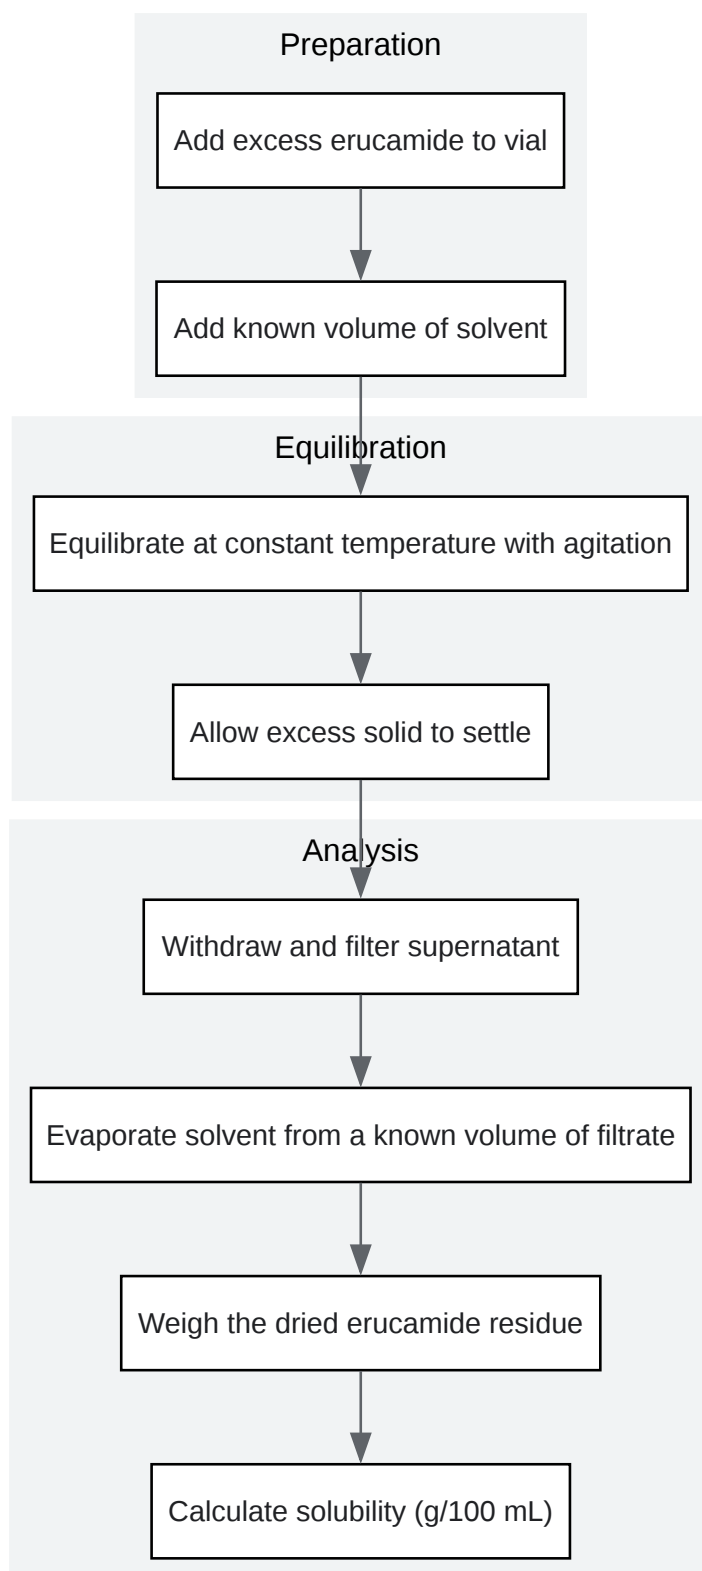 Preparation
Add excess erucamide to vial
Add known volume of solvent
Equilibration
Equilibrate at constant temperature with agitation
Allow excess solid to settle
Analysis
Withdraw and filter supernatant
Evaporate solvent from a known volume of filtrate
Weigh the dried erucamide residue
Calculate solubility (g/100 mL)